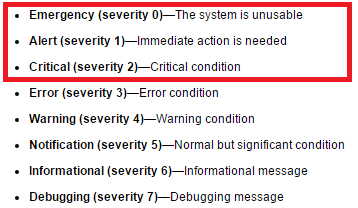 Emergency (severity 0)—The system is unusable
Alert (severity 1)—Immediate action is needed
Critical (severity 2)—Critical condition
Error (severity 3)—Error condition
Warning (severity 4)—Warning condition
Notification (severity 5)—Normal but significant condition
Informational (severity 6)—Informational message
Debugging (severity 7)—Debugging message